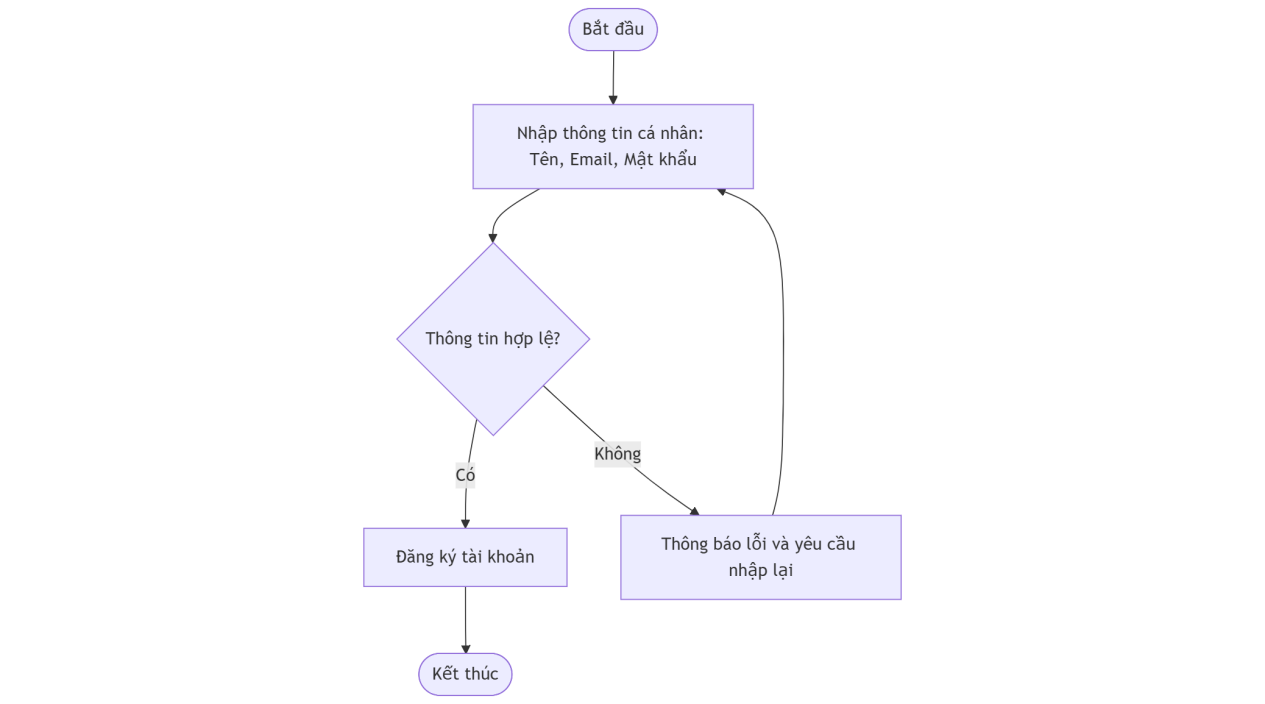 Bắt đầu
Nhập thông tin cá nhân:
Tên, Email, Mật khẩu
Thông tin hợp lệ?
Không
Có
Đăng ký tài khoản
Thông báo lỗi và yêu cầu
nhập lại
Kết thúc